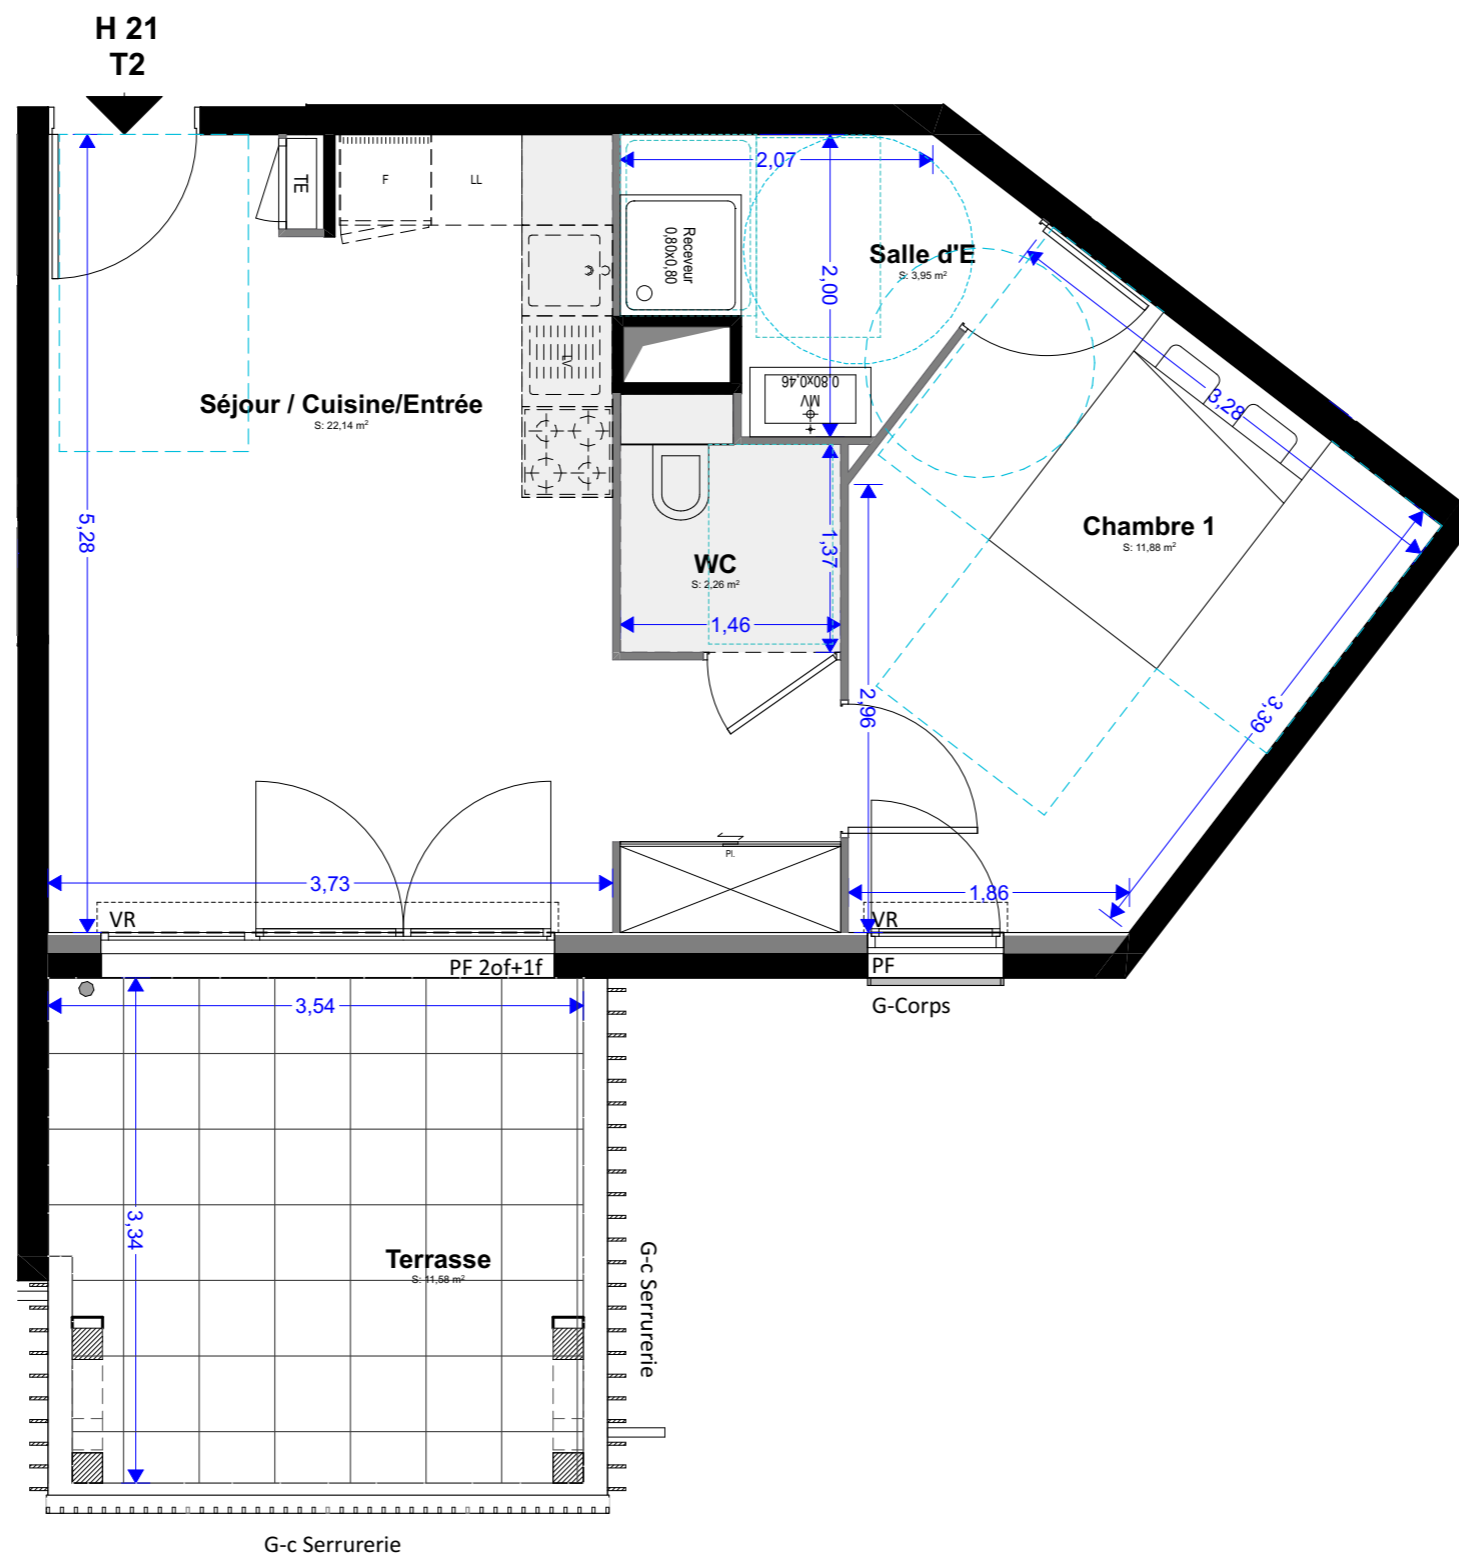 H 21
T2
TE
F
LL
2,07
Receveur
0,80x0,80
2,00
Salle d'E
S: 3,95 m²
LV
0,80x0,46
MV
3,28
Séjour / Cuisine/Entrée
S: 22,14 m²
5,28
Chambre 1
S: 11,88 m²
WC
S: 2,26 m²
1,37
1,46
2,96
3,39
Pl.
3,73
1,86
VR
VR
PF 2of+1f
PF
G-Corps
3,54
3,34
Terrasse
S: 11,58 m²
G-c Serrurerie
G-c Serrurerie